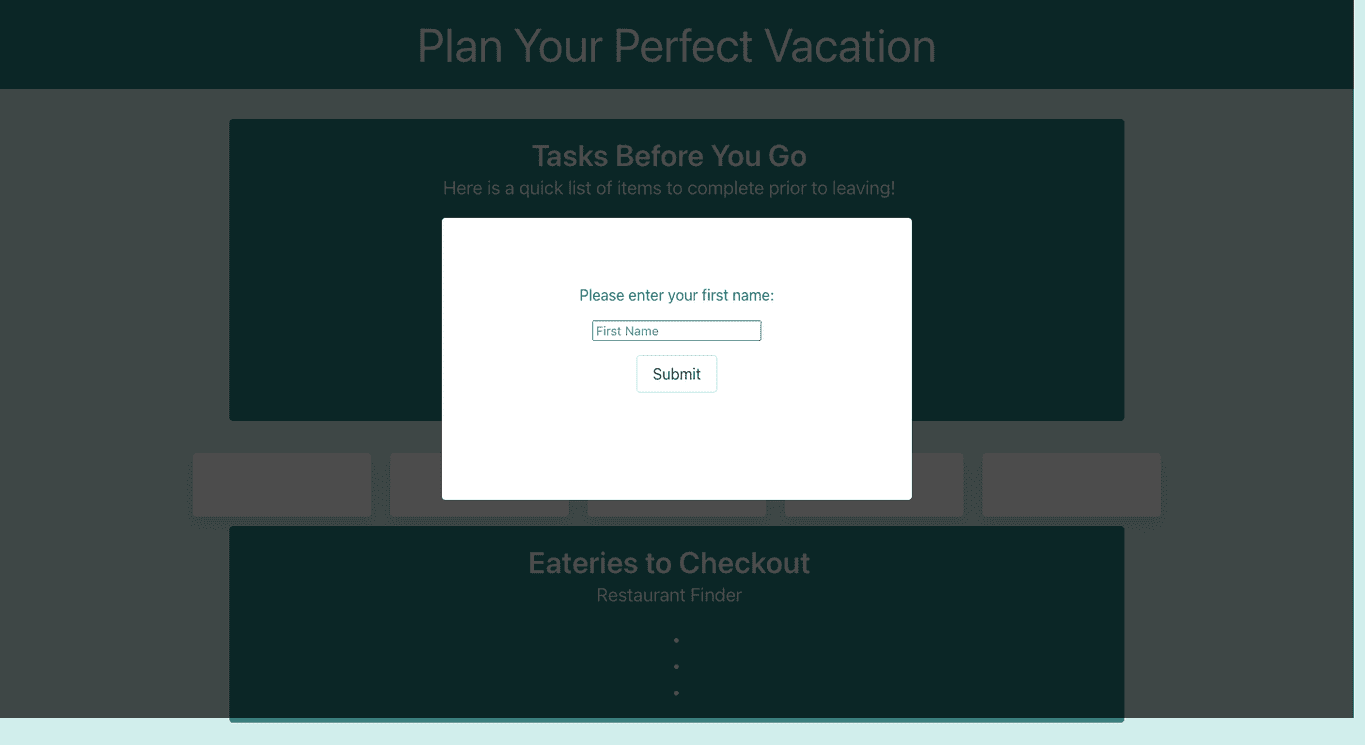 Plan Your Perfect Vacation
Tasks Before You Go
Here is a quick list of items to complete prior to leaving!
Please enter your first name:
First Name
Submit
Eateries to Checkout
Restaurant Finder